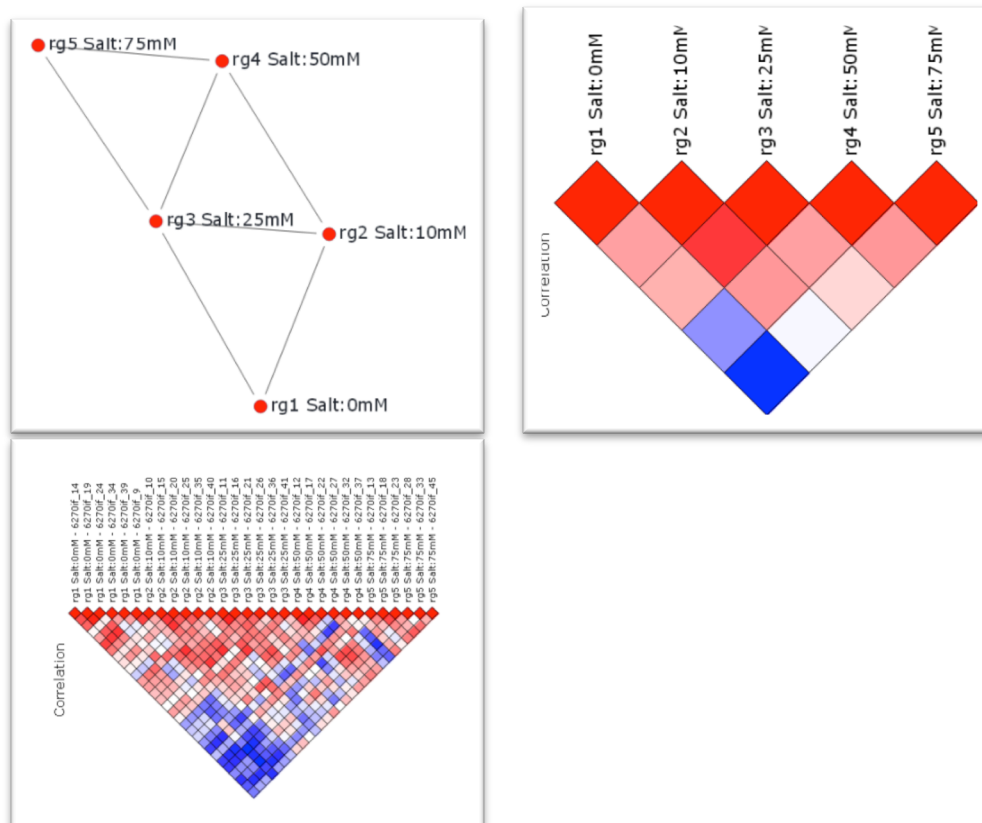 rg5 Salt:75mM
rg4 Salt:50mM
rg3 Salt:25mM
rg2 Salt:10mM
rg1 Salt:0mM
rg1 Salt:0mM
rg2 Salt:10mM
rg3 Salt:25mM
rg4 Salt:50mM
rg5 Salt:75mM
Correlation
rg1 Salt:0mM - 6270if_14
rg1 Salt:0mM - 6270if_19
rg1 Salt:0mM - 6270if_24
rg1 Salt:0mM - 6270if_34
rg1 Salt:0mM - 6270if_39
rg1 Salt:0mM - 6270if_9
rg2 Salt:10mM - 6270if_10
rg2 Salt:10mM - 6270if_15
rg2 Salt:10mM - 6270if_20
rg2 Salt:10mM - 6270if_25
rg2 Salt:10mM - 6270if_35
rg2 Salt:10mM - 6270if_40
rg3 Salt:25mM - 6270if_11
rg3 Salt:25mM - 6270if_16
rg3 Salt:25mM - 6270if_21
rg3 Salt:25mM - 6270if_26
rg3 Salt:25mM - 6270if_36
rg3 Salt:25mM - 6270if_41
rg4 Salt:50mM - 6270if_12
rg4 Salt:50mM - 6270if_17
rg4 Salt:50mM - 6270if_22
rg4 Salt:50mM - 6270if_27
rg4 Salt:50mM - 6270if_32
rg4 Salt:50mM - 6270if_37
rg5 Salt:75mM - 6270if_13
rg5 Salt:75mM - 6270if_18
rg5 Salt:75mM - 6270if_23
rg5 Salt:75mM - 6270if_28
rg5 Salt:75mM - 6270if_33
rg5 Salt:75mM - 6270if_45
Correlation